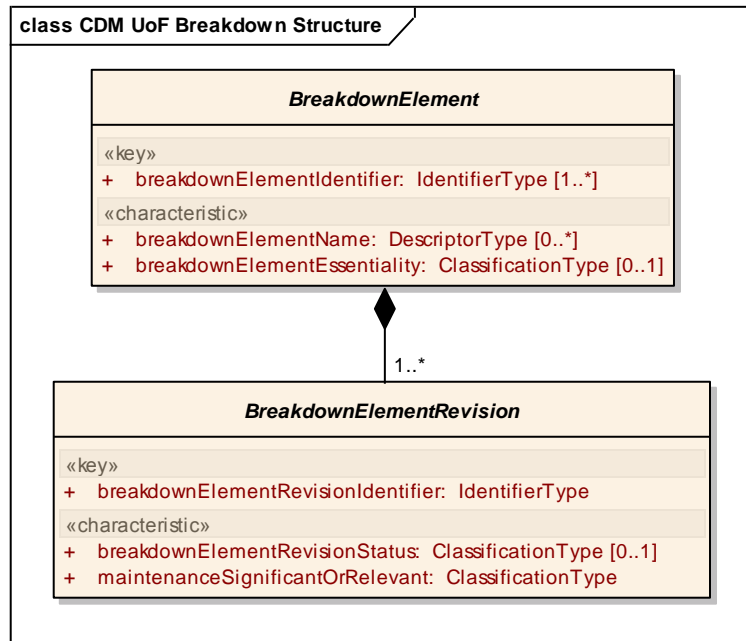 class CDM UoF Breakdown Structure
BreakdownElement
«key»
+ breakdownElementIdentifier: IdentifierType [1..*]
«characteristic»
+ breakdownElementName: DescriptorType [0..*]
+ breakdownElementEssentiality: ClassificationType [0..1]
1..*
BreakdownElementRevision
«key»
+ breakdownElementRevisionIdentifier: IdentifierType
«characteristic»
+ breakdownElementRevisionStatus: ClassificationType [0..1]
+ maintenanceSignificantOrRelevant: ClassificationType